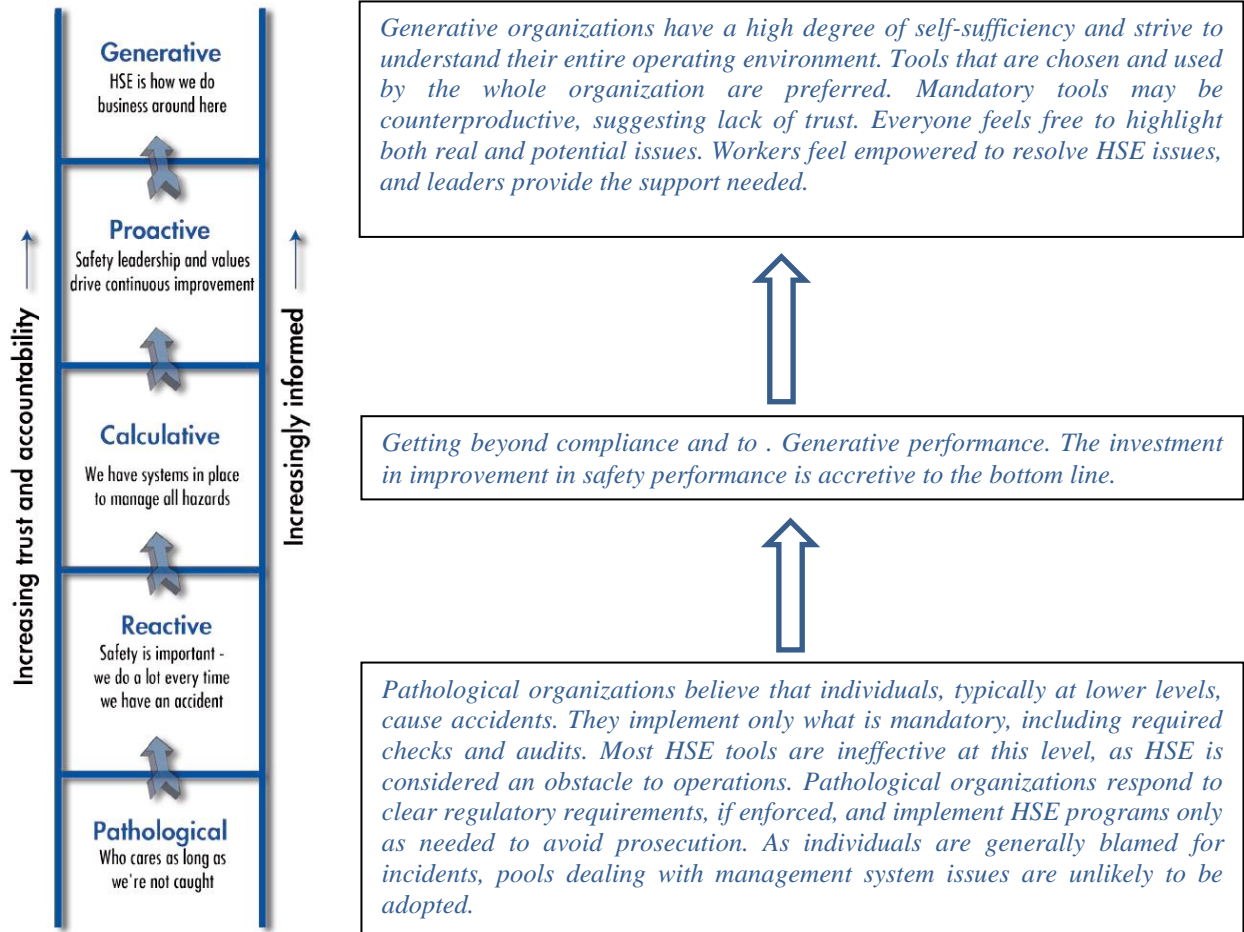 Generative
HSE is how we do
business around here
Proactive
Safety leadership and values
drive continuous improvement
Calculative
We have systems in place
to manage all hazards
Reactive
Safety is important -
we do a lot every time
we have an accident
Pathological
Who cares as long as
we're not caught
Increasing trust and accountability
Increasingly informed
Generative organizations have a high degree of self-sufficiency and strive to
understand their entire operating environment. Tools that are chosen and used
by the whole organization are preferred. Mandatory tools may be
counterproductive, suggesting lack of trust. Everyone feels free to highlight
both real and potential issues. Workers feel empowered to resolve HSE issues,
and leaders provide the support needed.
Getting beyond compliance and to . Generative performance. The investment
in improvement in safety performance is accretive to the bottom line.
Pathological organizations believe that individuals, typically at lower levels,
cause accidents. They implement only what is mandatory, including required
checks and audits. Most HSE tools are ineffective at this level, as HSE is
considered an obstacle to operations. Pathological organizations respond to
clear regulatory requirements, if enforced, and implement HSE programs only
as needed to avoid prosecution. As individuals are generally blamed for
incidents, pools dealing with management system issues are unlikely to be
adopted.